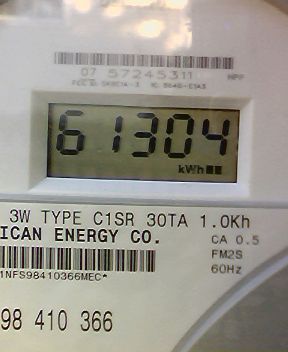 07 57245311 HPF
61304
kWh
3W TYPE C1SR 30TA 1.0Kh
ICAN ENERGY CO.
CA 0.5
FM2S
60Hz
1NFS98410366MEC*
98 410 366